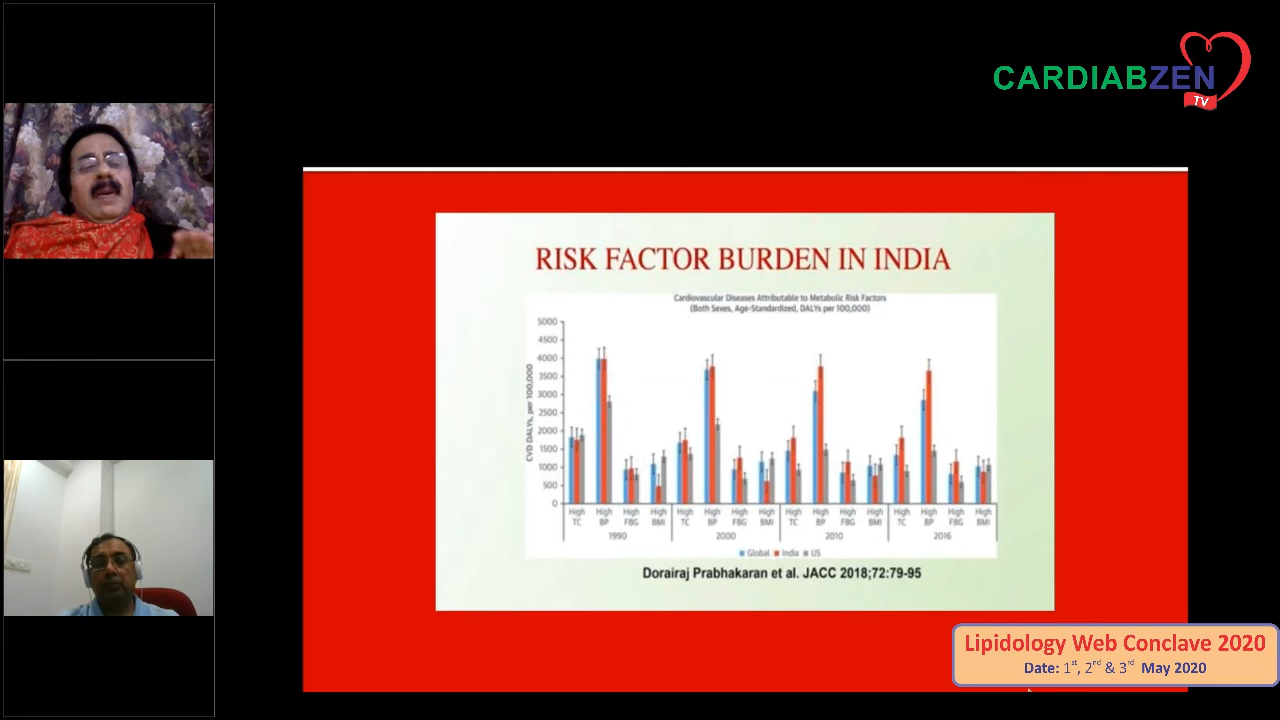 CARDIABZEN
TV
RISK FACTOR BURDEN IN INDIA
Cardiovascular Diseases Attributable to Metabolic Risk Factors
(Both Sexes, Age-Standardized, DALYs per 100,000)
CVD DALYs, per 100,000
5000
4500
4000
3500
3000
2500
2000
1500
1000
500
0
High TC High BP High FBG High BMI High TC High BP High FBG High BMI High TC High BP High FBG High BMI High TC High BP High FBG High BMI
1990 2000 2010 2016
Global India US
Dorairaj Prabhakaran et al. JACC 2018;72:79-95
Lipidology Web Conclave 2020
Date: 1st, 2nd & 3rd May 2020